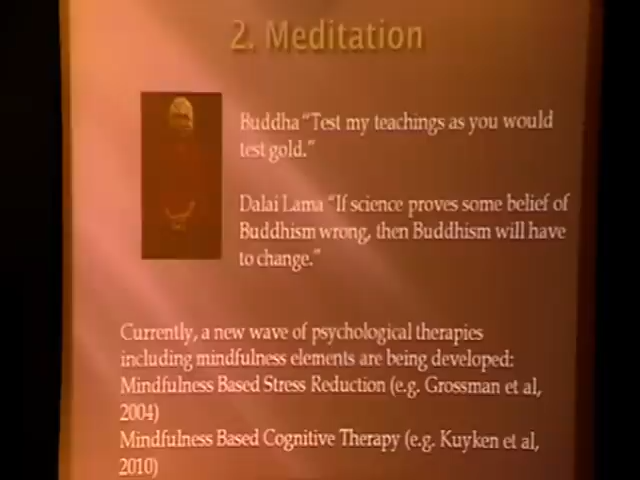 2. Meditation
Buddha “Test my teachings as you would
test gold.”
Dalai Lama “If science proves some belief of
Buddhism wrong, then Buddhism will have
to change.”
Currently, a new wave of psychological therapies
including mindfulness elements are being developed:
Mindfulness Based Stress Reduction (e.g. Grossman et al,
2004)
Mindfulness Based Cognitive Therapy (e.g. Kuyken et al,
2010)